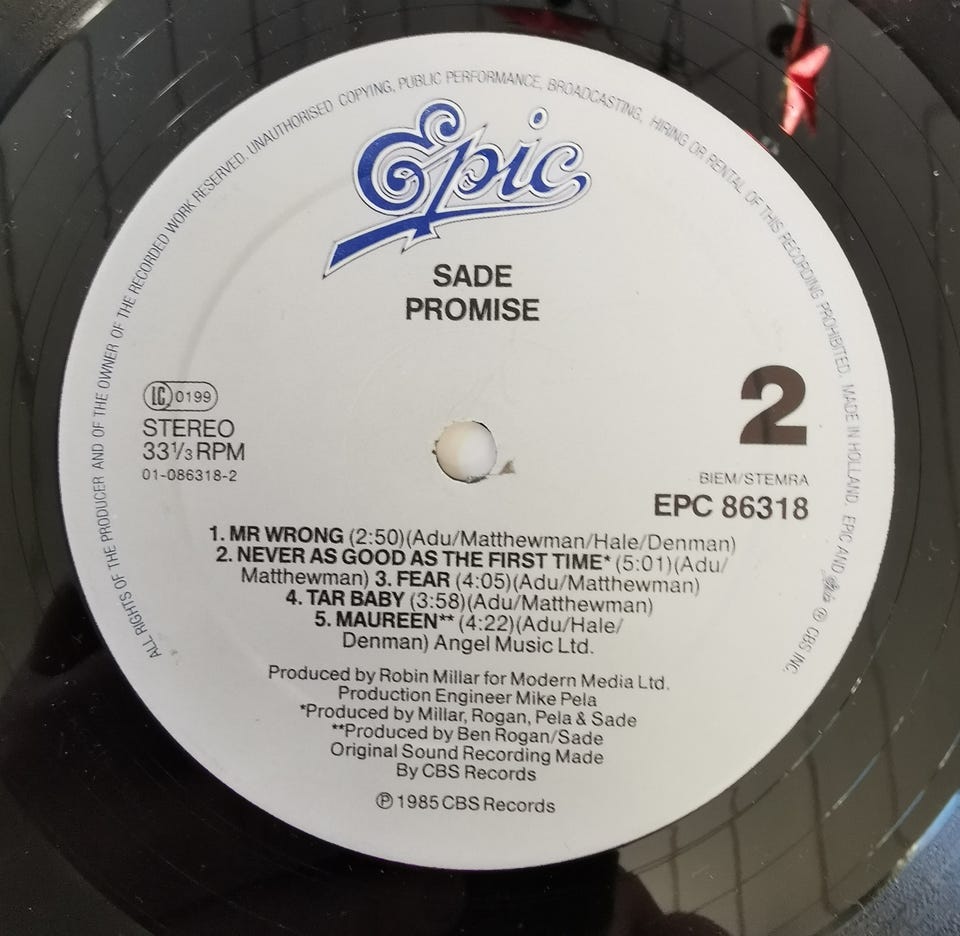 ALL RIGHTS OF THE PRODUCER AND OF THE OWNER OF THE RECORDED WORK RESERVED. UNAUTHORISED COPYING, PUBLIC PERFORMANCE, BROADCASTING, HIRING OR RENTAL OF THIS RECORDING PROHIBITED. MADE IN HOLLAND. EPIC AND Epic ® CBS INC.
Epic
SADE
PROMISE
LC 0199
STEREO
33 1/3 RPM
01-086318-2
2
BIEM/STEMRA
EPC 86318
1. MR WRONG (2:50)(Adu/Matthewman/Hale/Denman)
2. NEVER AS GOOD AS THE FIRST TIME* (5:01)(Adu/
Matthewman) 3. FEAR (4:05)(Adu/Matthewman)
4. TAR BABY (3:58)(Adu/Matthewman)
5. MAUREEN** (4:22)(Adu/Hale/
Denman) Angel Music Ltd.
Produced by Robin Millar for Modern Media Ltd.
Production Engineer Mike Pela
*Produced by Millar, Rogan, Pela & Sade
**Produced by Ben Rogan/Sade
Original Sound Recording Made
By CBS Records
℗ 1985 CBS Records